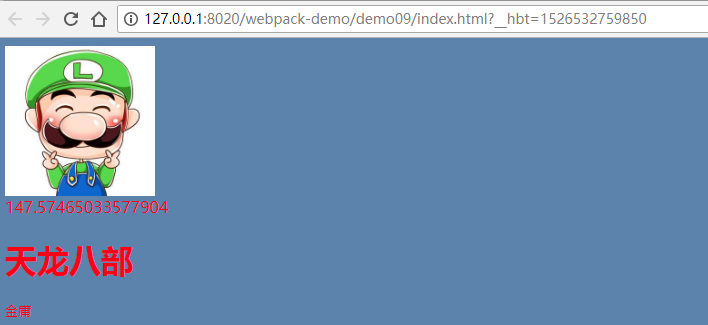 127.0.0.1:8020/webpack-demo/demo09/index.html?__hbt=1526532759850
L
147.57465033577904
天龙八部
金庸